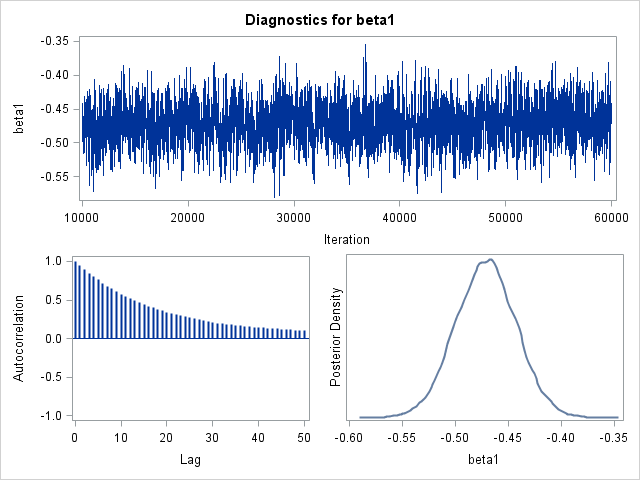 Diagnostics for beta1
beta1
-0.35
-0.40
-0.45
-0.50
-0.55
10000 20000 30000 40000 50000 60000
Iteration
Autocorrelation
1.0
0.5
0.0
-0.5
-1.0
0 10 20 30 40 50
Lag
Posterior Density
-0.60 -0.55 -0.50 -0.45 -0.40 -0.35
beta1